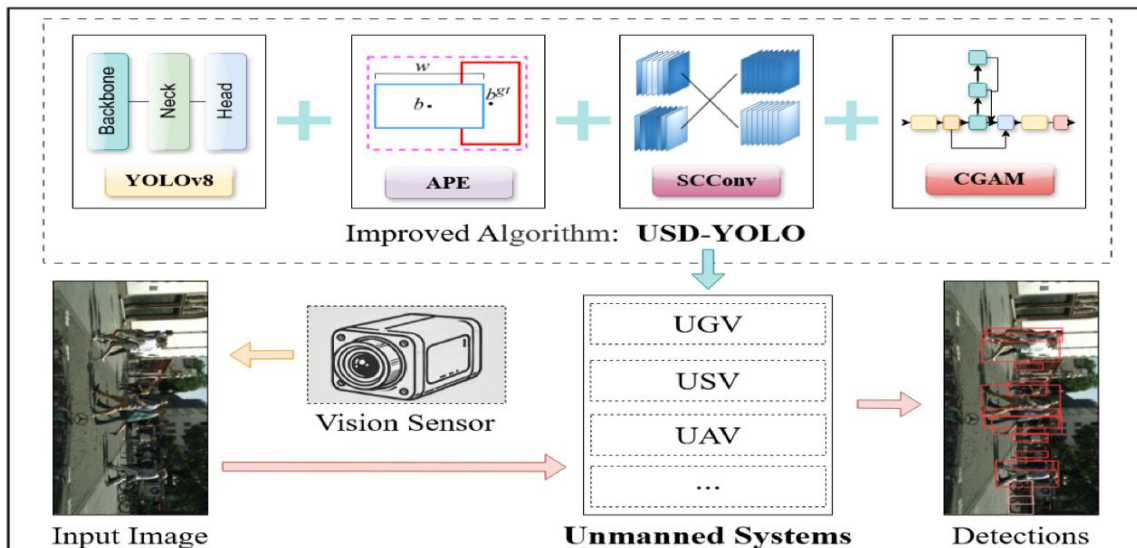 Backbone
Neck
Head
YOLOv8
w
b
b^gt
APE
SCConv
CGAM
Improved Algorithm: USD-YOLO
Input Image
Vision Sensor
UGV
USV
UAV
...
Unmanned Systems
Detections